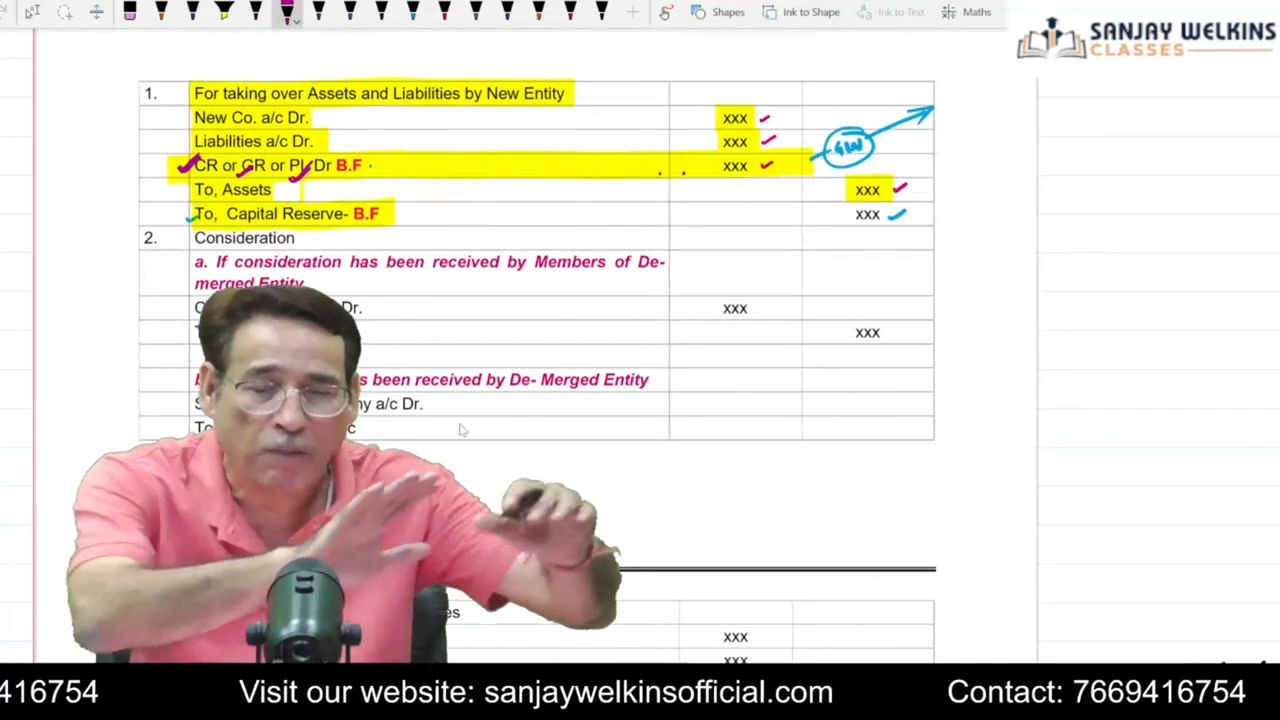 Shapes
Ink to Shape
Ink to Text
Maths
SANJAY WELKINS
CLASSES
1. For taking over Assets and Liabilities by New Entity
New Co. a/c Dr. xxx
Liabilities a/c Dr. xxx
CR or GR or PL Dr B.F xxx
GW
To, Assets xxx
To, Capital Reserve- B.F xxx
2. Consideration
a. If consideration has been received by Members of De-
merged Entity
Dr. xxx
xxx
s been received by De- Merged Entity
a/c Dr.
To
es
xxx
xxx
416754 Visit our website: sanjaywelkinsofficial.com Contact: 7669416754